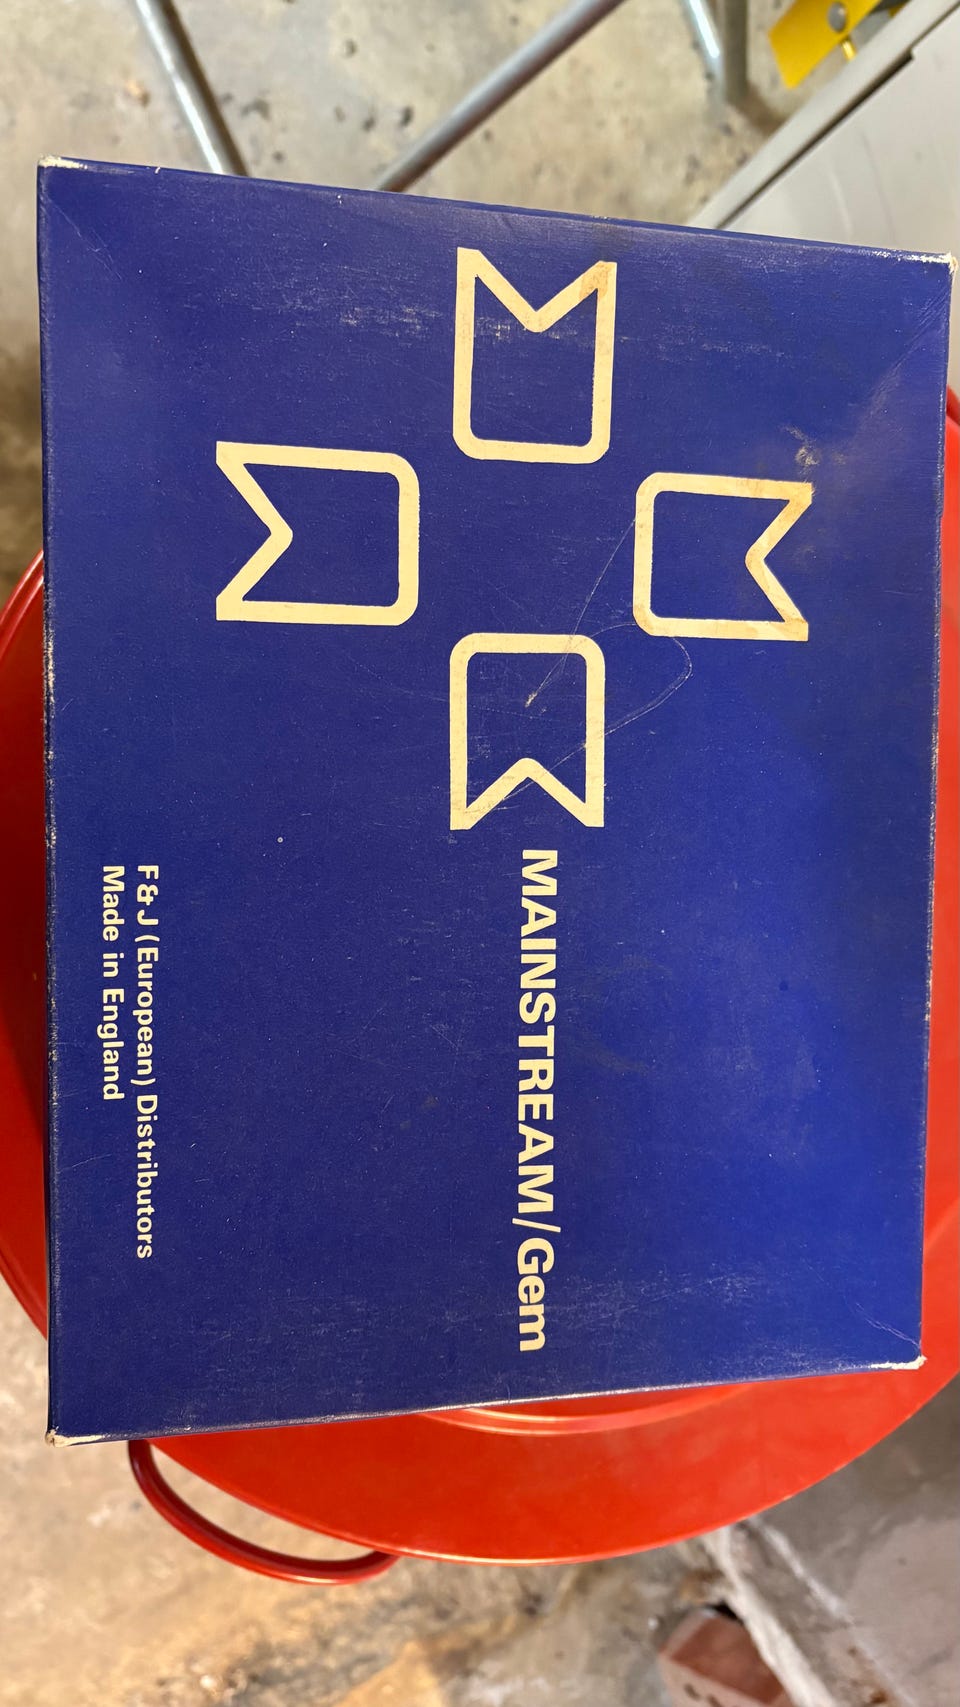 MAINSTREAM/Gem
F & J (European) Distributors
Made in England